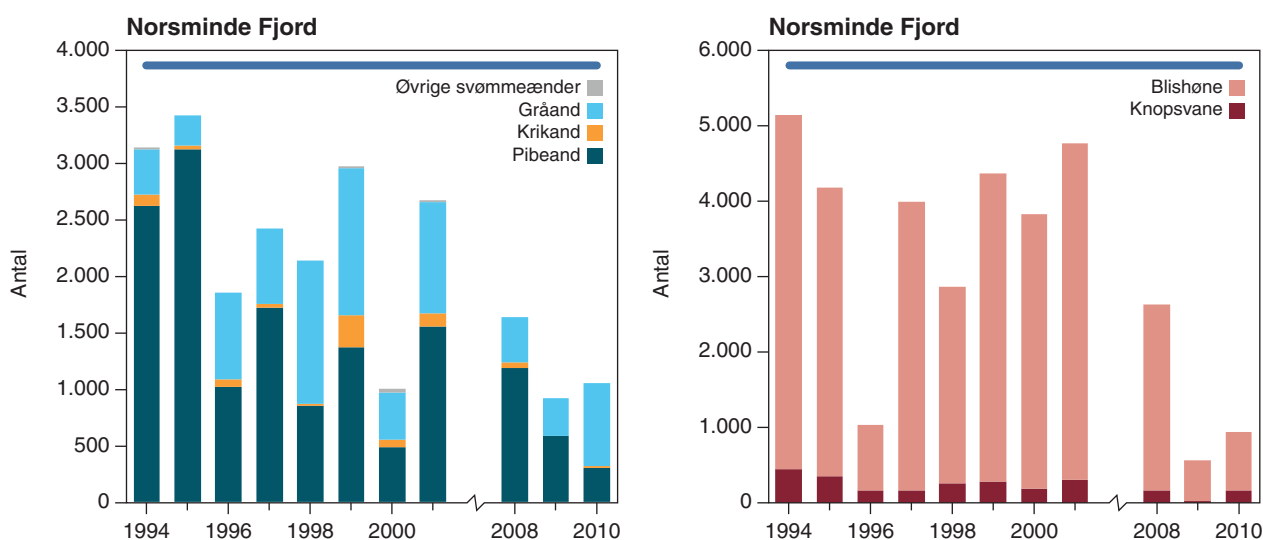 Norsminde Fjord
Antal
4.000
3.500
3.000
2.500
2.000
1.500
1.000
500
0
Øvrige svømmeænder
Gråand
Krikand
Pibeand
1994 1996 1998 2000 2008 2010
Norsminde Fjord
Antal
6.000
5.000
4.000
3.000
2.000
1.000
0
Blishøne
Knopsvane
1994 1996 1998 2000 2008 2010